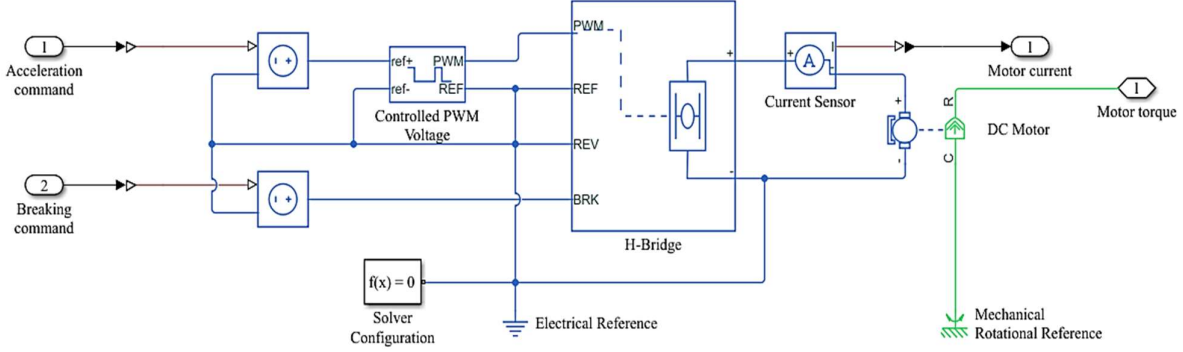 1
Acceleration
command
ref+ PWM
ref- REF
Controlled PWM
Voltage
2
Breaking
command
PWM
REF
REV
BRK
+
-
H-Bridge
f(x) = 0
Solver
Configuration
Electrical Reference
+
A
I
Current Sensor
1
Motor current
+
-
R
C
DC Motor
1
Motor torque
Mechanical
Rotational Reference